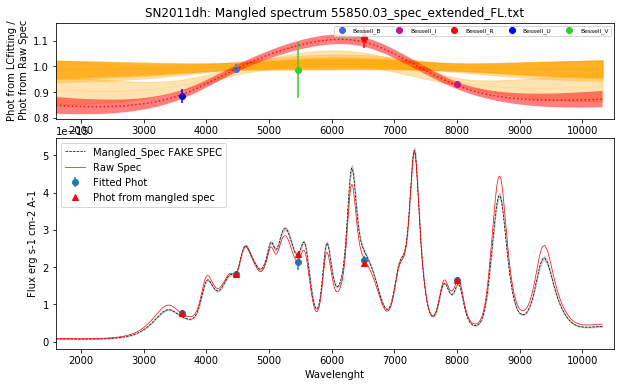 SN2011dh: Mangled spectrum 55850.03_spec_extended_FL.txt
Phot from LCfitting /
Phot from Raw Spec
1.1
1.0
0.9
0.8
Bessell_B
Bessell_I
Bessell_R
Bessell_U
Bessell_V
2000 3000 4000 5000 6000 7000 8000 9000 10000
Flux erg s-1 cm-2 A-1
5
4
3
2
1
0
Mangled_Spec FAKE SPEC
Raw Spec
Fitted Phot
Phot from mangled spec
2000 3000 4000 5000 6000 7000 8000 9000 10000
Wavelenght